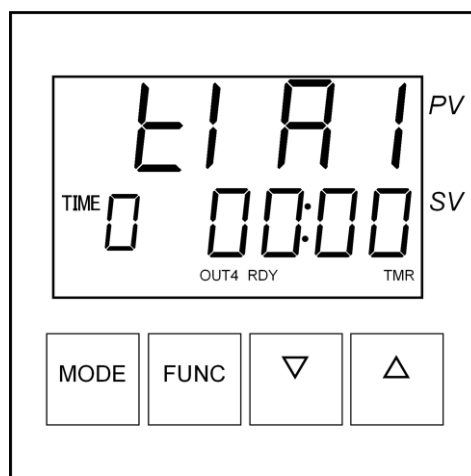 t1A1 PV
TIME 0 00:00 SV
OUT4 RDY TMR
MODE FUNC ▽ △